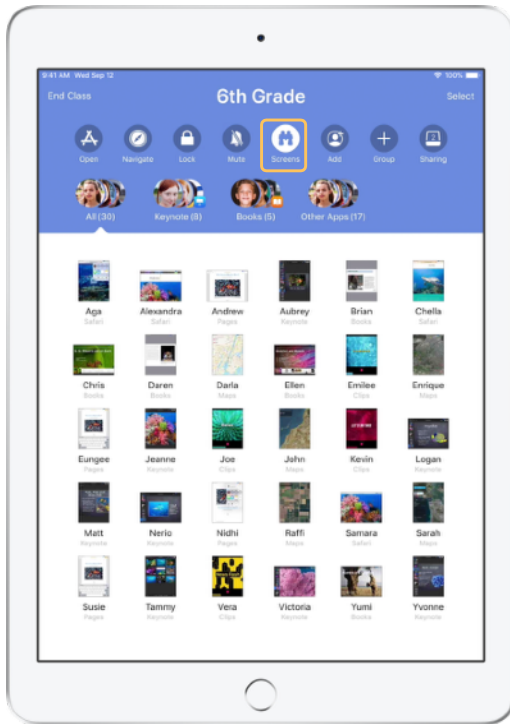 9:41 AM Wed Sep 12
100%
End Class
6th Grade
Select
Open
Navigate
Lock
Mute
Screens
Add
Group
2
Sharing
All (30)
Keynote (8)
Books (5)
Other Apps (17)
Aga
Alexandra
Andrew
Aubrey
Brian
Chella
Safari
Safari
Pages
Keynote
Books
Safari
Chris
Daren
Darla
Ellen
Emilee
Enrique
Books
Books
Maps
Books
Clips
Maps
Eungee
Jeanne
Joe
John
Kevin
Logan
Pages
Keynote
Clips
Maps
Clips
Keynote
Matt
Nerio
Nidhi
Raffi
Samara
Sarah
Keynote
Keynote
Pages
Maps
Safari
Maps
Susie
Tammy
Vera
Victoria
Yumi
Yvonne
Pages
Keynote
Clips
Keynote
Books
Keynote